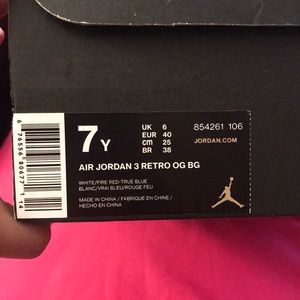 7Y
UK 6
EUR 40
cm 25
BR 38
854261 106
JORDAN.COM
AIR JORDAN 3 RETRO OG BG
WHITE/FIRE RED-TRUE BLUE
BLANC/VRAI BLEU/ROUGE FEU
MADE IN CHINA / FABRIQUE EN CHINE /
HECHO EN CHINA